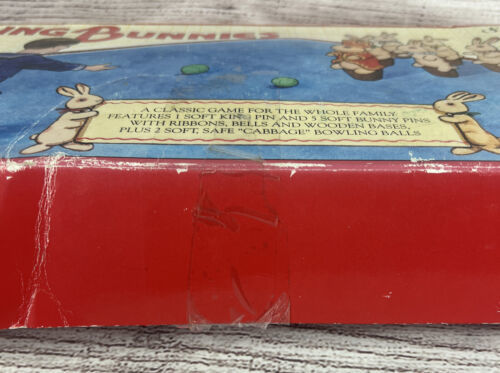 ING BUNNIES
A CLASSIC GAME FOR THE WHOLE FAMILY.
FEATURES 1 SOFT KING PIN AND 5 SOFT BUNNY PINS
WITH RIBBONS, BELLS AND WOODEN BASES,
PLUS 2 SOFT, SAFE "CABBAGE" BOWLING BALLS